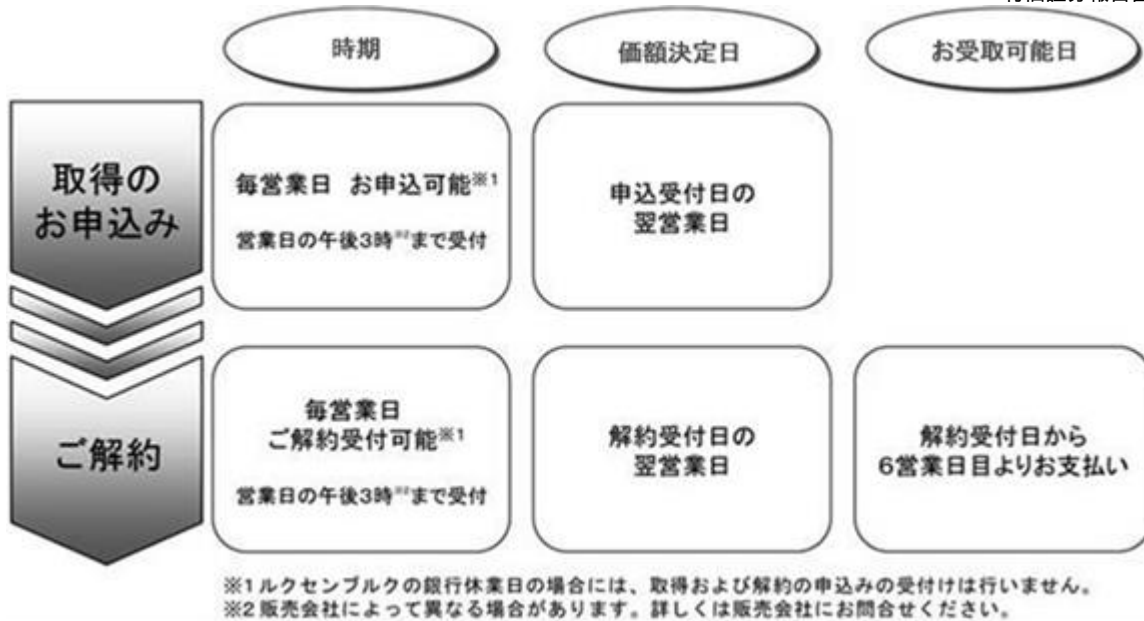 時期
価額決定日
お受取可能日
取得の
お申込み
毎営業日 お申込可能※1
営業日の午後3時※2まで受付
申込受付日の
翌営業日
ご解約
毎営業日
ご解約受付可能※1
営業日の午後3時※2まで受付
解約受付日の
翌営業日
解約受付日から
6営業日目よりお支払い
※1 ルクセンブルクの銀行休業日の場合には、取得および解約の申込みの受付けは行いません。
※2 販売会社によって異なる場合があります。詳しくは販売会社にお問合せください。